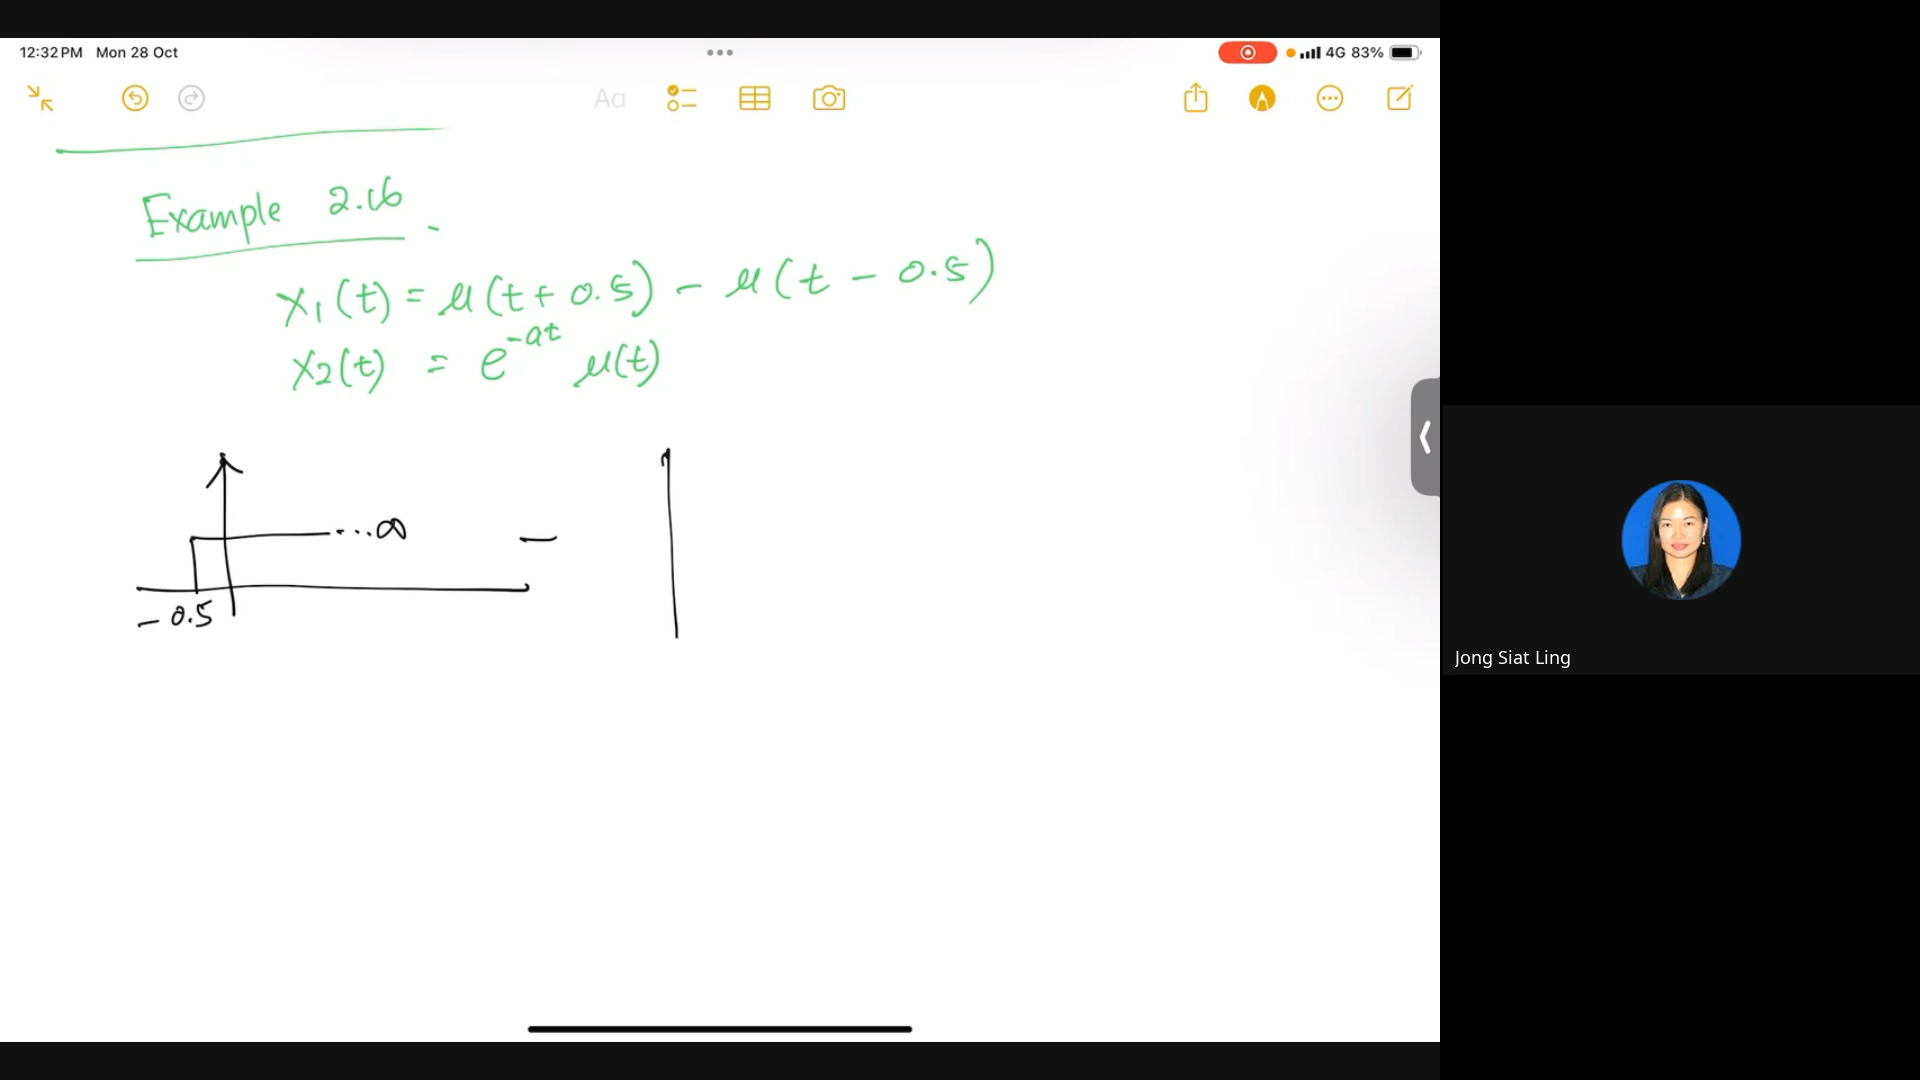 12:32 PM Mon 28 Oct
4G 83%
Aa
Example 2.16
x₁(t) = μ(t + 0.5) - μ(t - 0.5)
x₂(t) = e^{-at} μ(t)
...∞ -
- 0.5
Jong Siat Ling